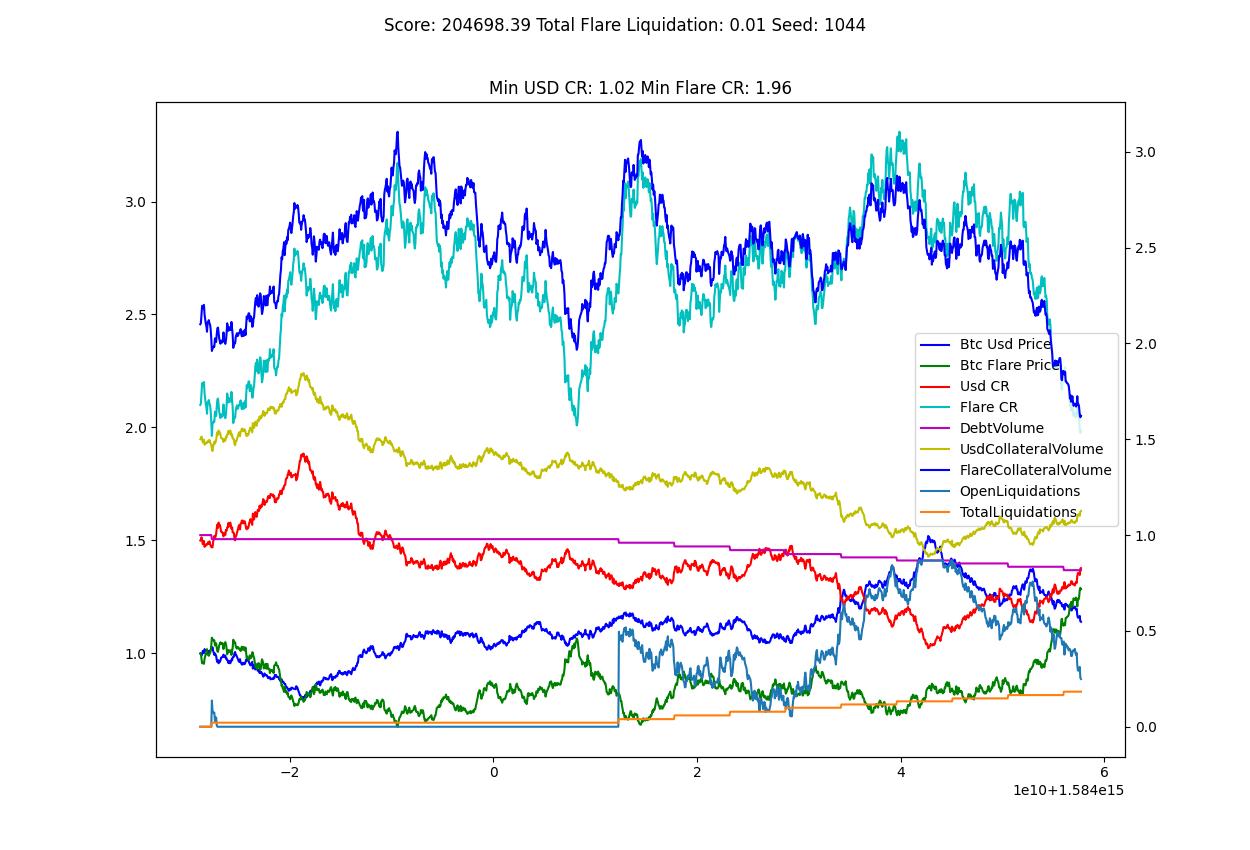 Score: 204698.39 Total Flare Liquidation: 0.01 Seed: 1044
Min USD CR: 1.02 Min Flare CR: 1.96
3.0
2.5
2.0
1.5
1.0
3.0
2.5
2.0
1.5
1.0
0.5
0.0
Btc Usd Price
Btc Flare Price
Usd CR
Flare CR
DebtVolume
UsdCollateralVolume
FlareCollateralVolume
OpenLiquidations
TotalLiquidations
−2 0 2 4 6
1e10+1.584e15